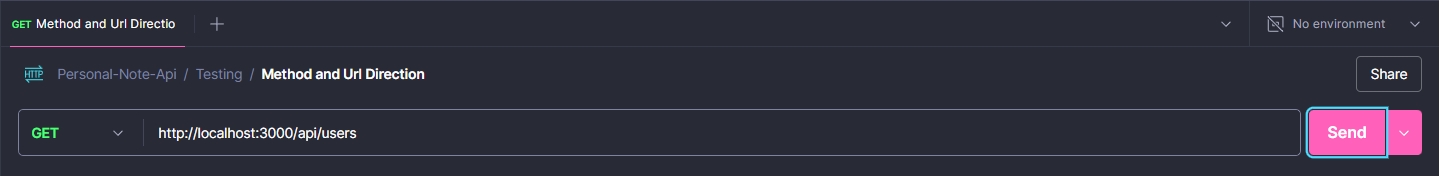 GET Method and Url Directio
No environment
HTTP Personal-Note-Api / Testing / Method and Url Direction
Share
GET http://localhost:3000/api/users
Send